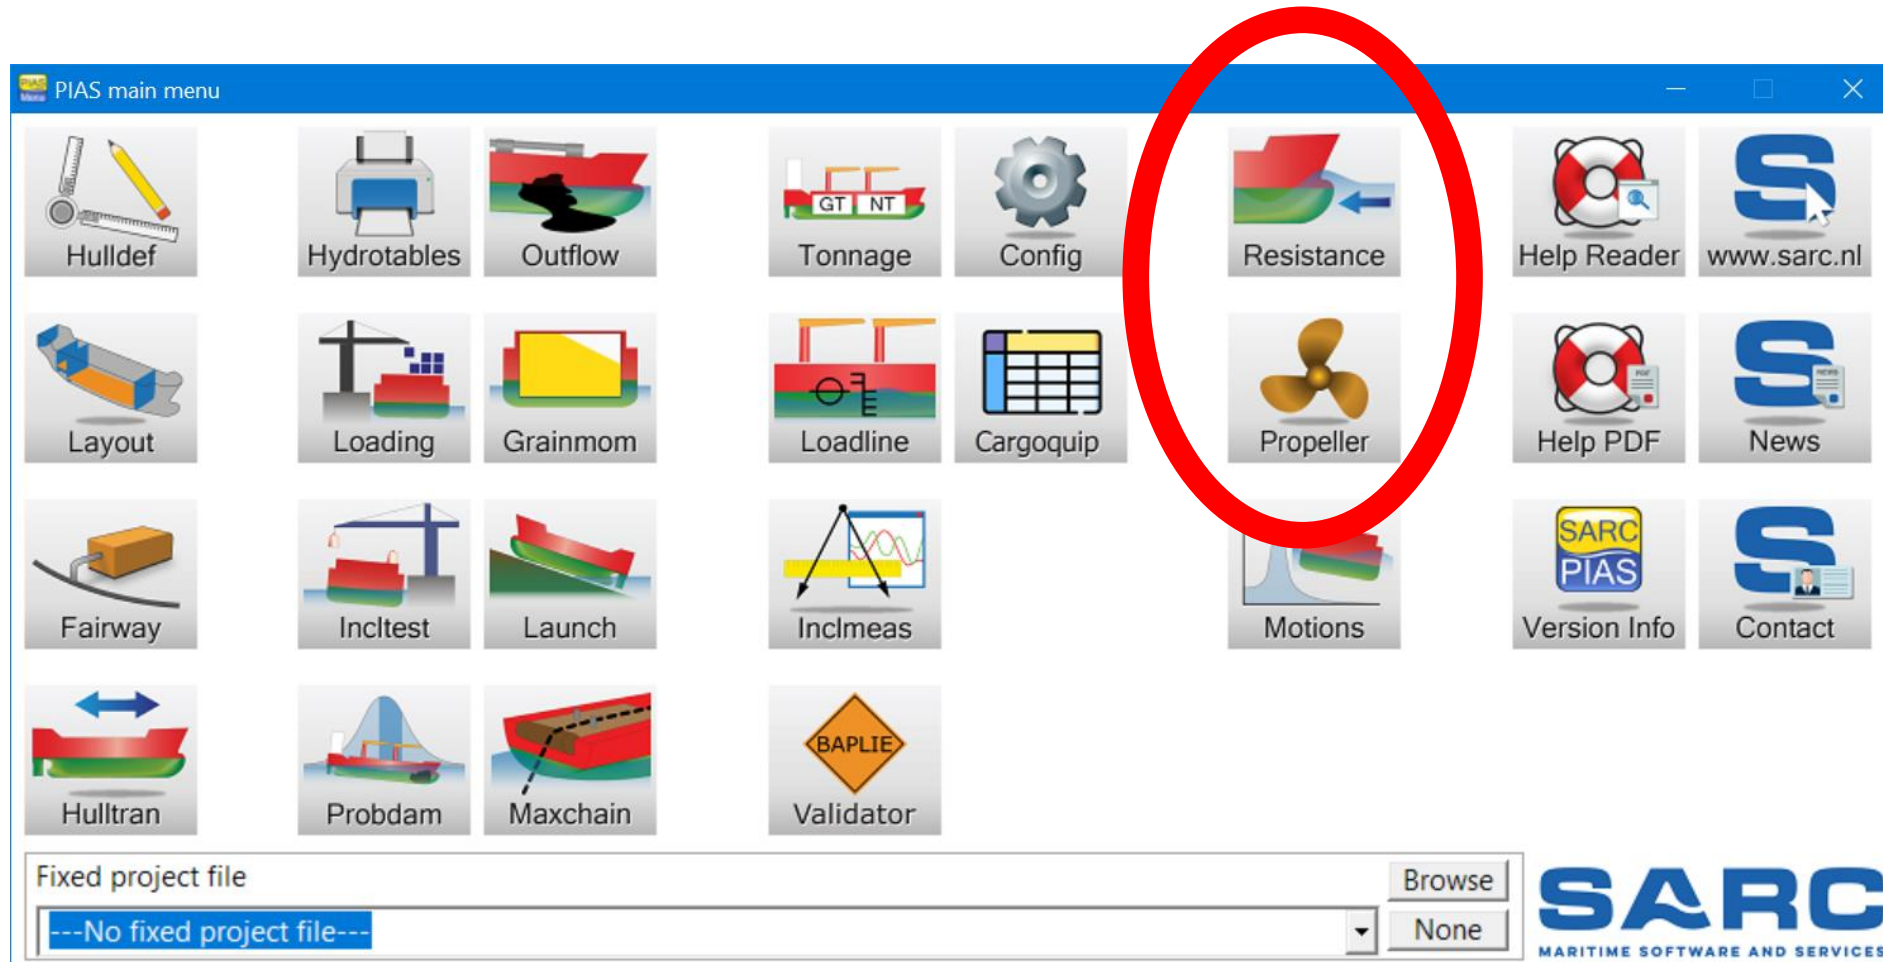 PIAS main menu
Hulldef
Hydrotables
Outflow
GT NT
Tonnage
Config
Resistance
Help Reader
www.sarc.nl
Layout
Loading
Grainmom
Loadline
Cargoquip
Propeller
PDF
Help PDF
NEWS
News
Fairway
Incltest
Launch
Inclmeas
Motions
SARC
PIAS
Version Info
Contact
Hulltran
Probdam
Maxchain
BAPLIE
Validator
Fixed project file
Browse
---No fixed project file---
None
SARC
MARITIME SOFTWARE AND SERVICES